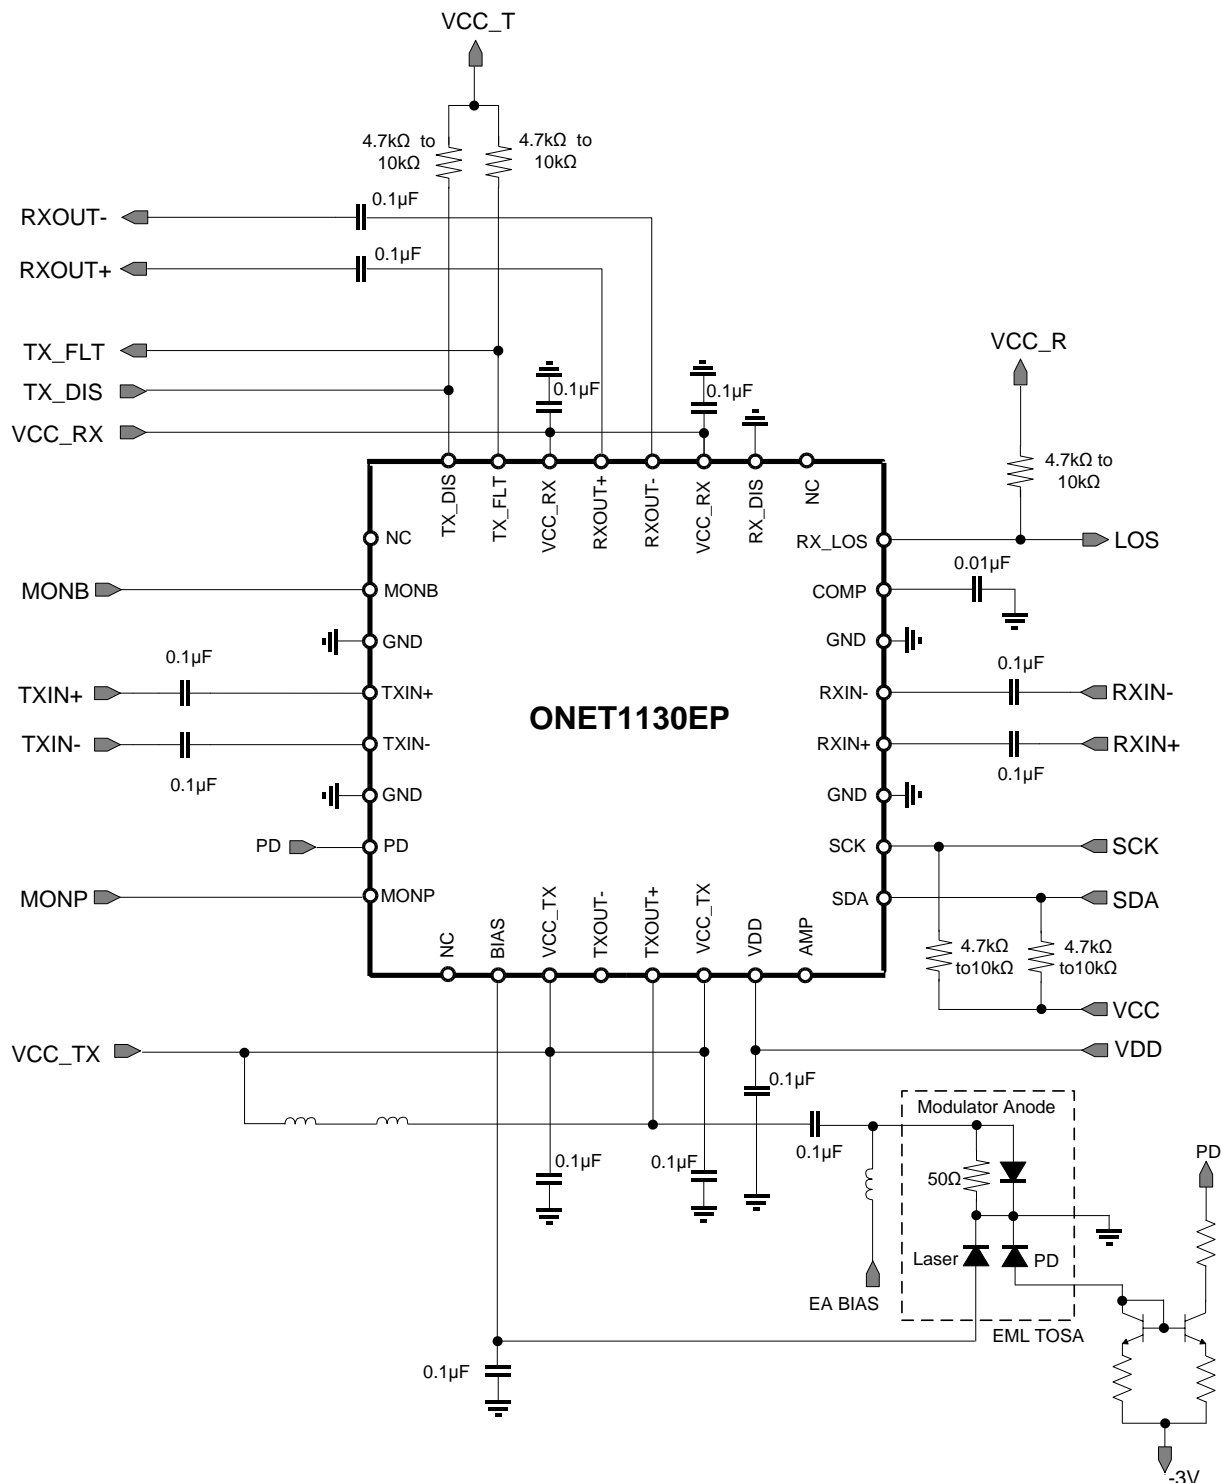 VCC_T
4.7kΩ to
10kΩ
4.7kΩ to
10kΩ
0.1µF
RXOUT-
0.1µF
RXOUT+
TX_FLT
VCC_R
TX_DIS
0.1µF
0.1µF
VCC_RX
4.7kΩ to
10kΩ
TX_DIS
TX_FLT
VCC_RX
RXOUT+
RXOUT-
VCC_RX
RX_DIS
NC
NC
RX_LOS
LOS
0.01µF
MONB
MONB
COMP
GND
GND
0.1µF
0.1µF
TXIN+
TXIN+
RXIN-
RXIN-
ONET1130EP
TXIN-
TXIN-
RXIN+
RXIN+
0.1µF
0.1µF
GND
GND
PD
PD
SCK
SCK
MONP
MONP
SDA
SDA
NC
BIAS
VCC_TX
TXOUT-
TXOUT+
VCC_TX
VDD
AMP
4.7kΩ
to10kΩ
4.7kΩ
to10kΩ
VCC
VCC_TX
VDD
0.1µF
Modulator Anode
0.1µF
0.1µF
0.1µF
50Ω
PD
Laser
PD
EA BIAS
EML TOSA
0.1µF
-3V